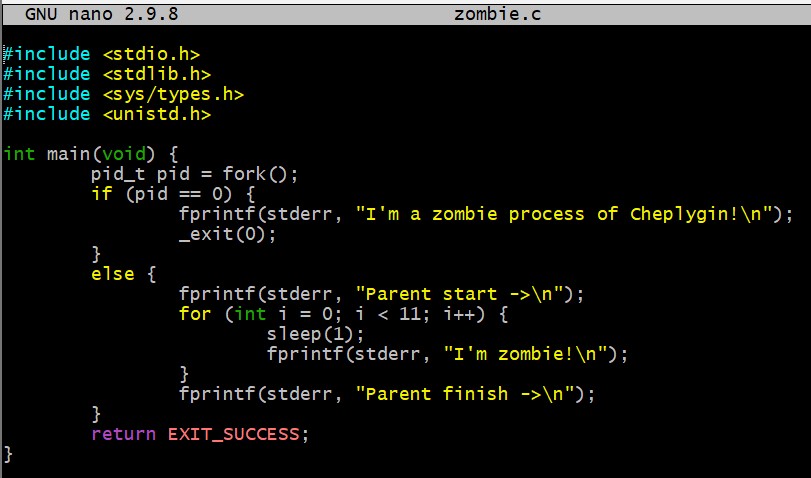 GNU nano 2.9.8 zombie.c
#include <stdio.h>
#include <stdlib.h>
#include <sys/types.h>
#include <unistd.h>
int main(void) {
pid_t pid = fork();
if (pid == 0) {
fprintf(stderr, "I'm a zombie process of Cheplygin!\n");
_exit(0);
}
else {
fprintf(stderr, "Parent start ->\n");
for (int i = 0; i < 11; i++) {
sleep(1);
fprintf(stderr, "I'm zombie!\n");
}
fprintf(stderr, "Parent finish ->\n");
}
return EXIT_SUCCESS;
}